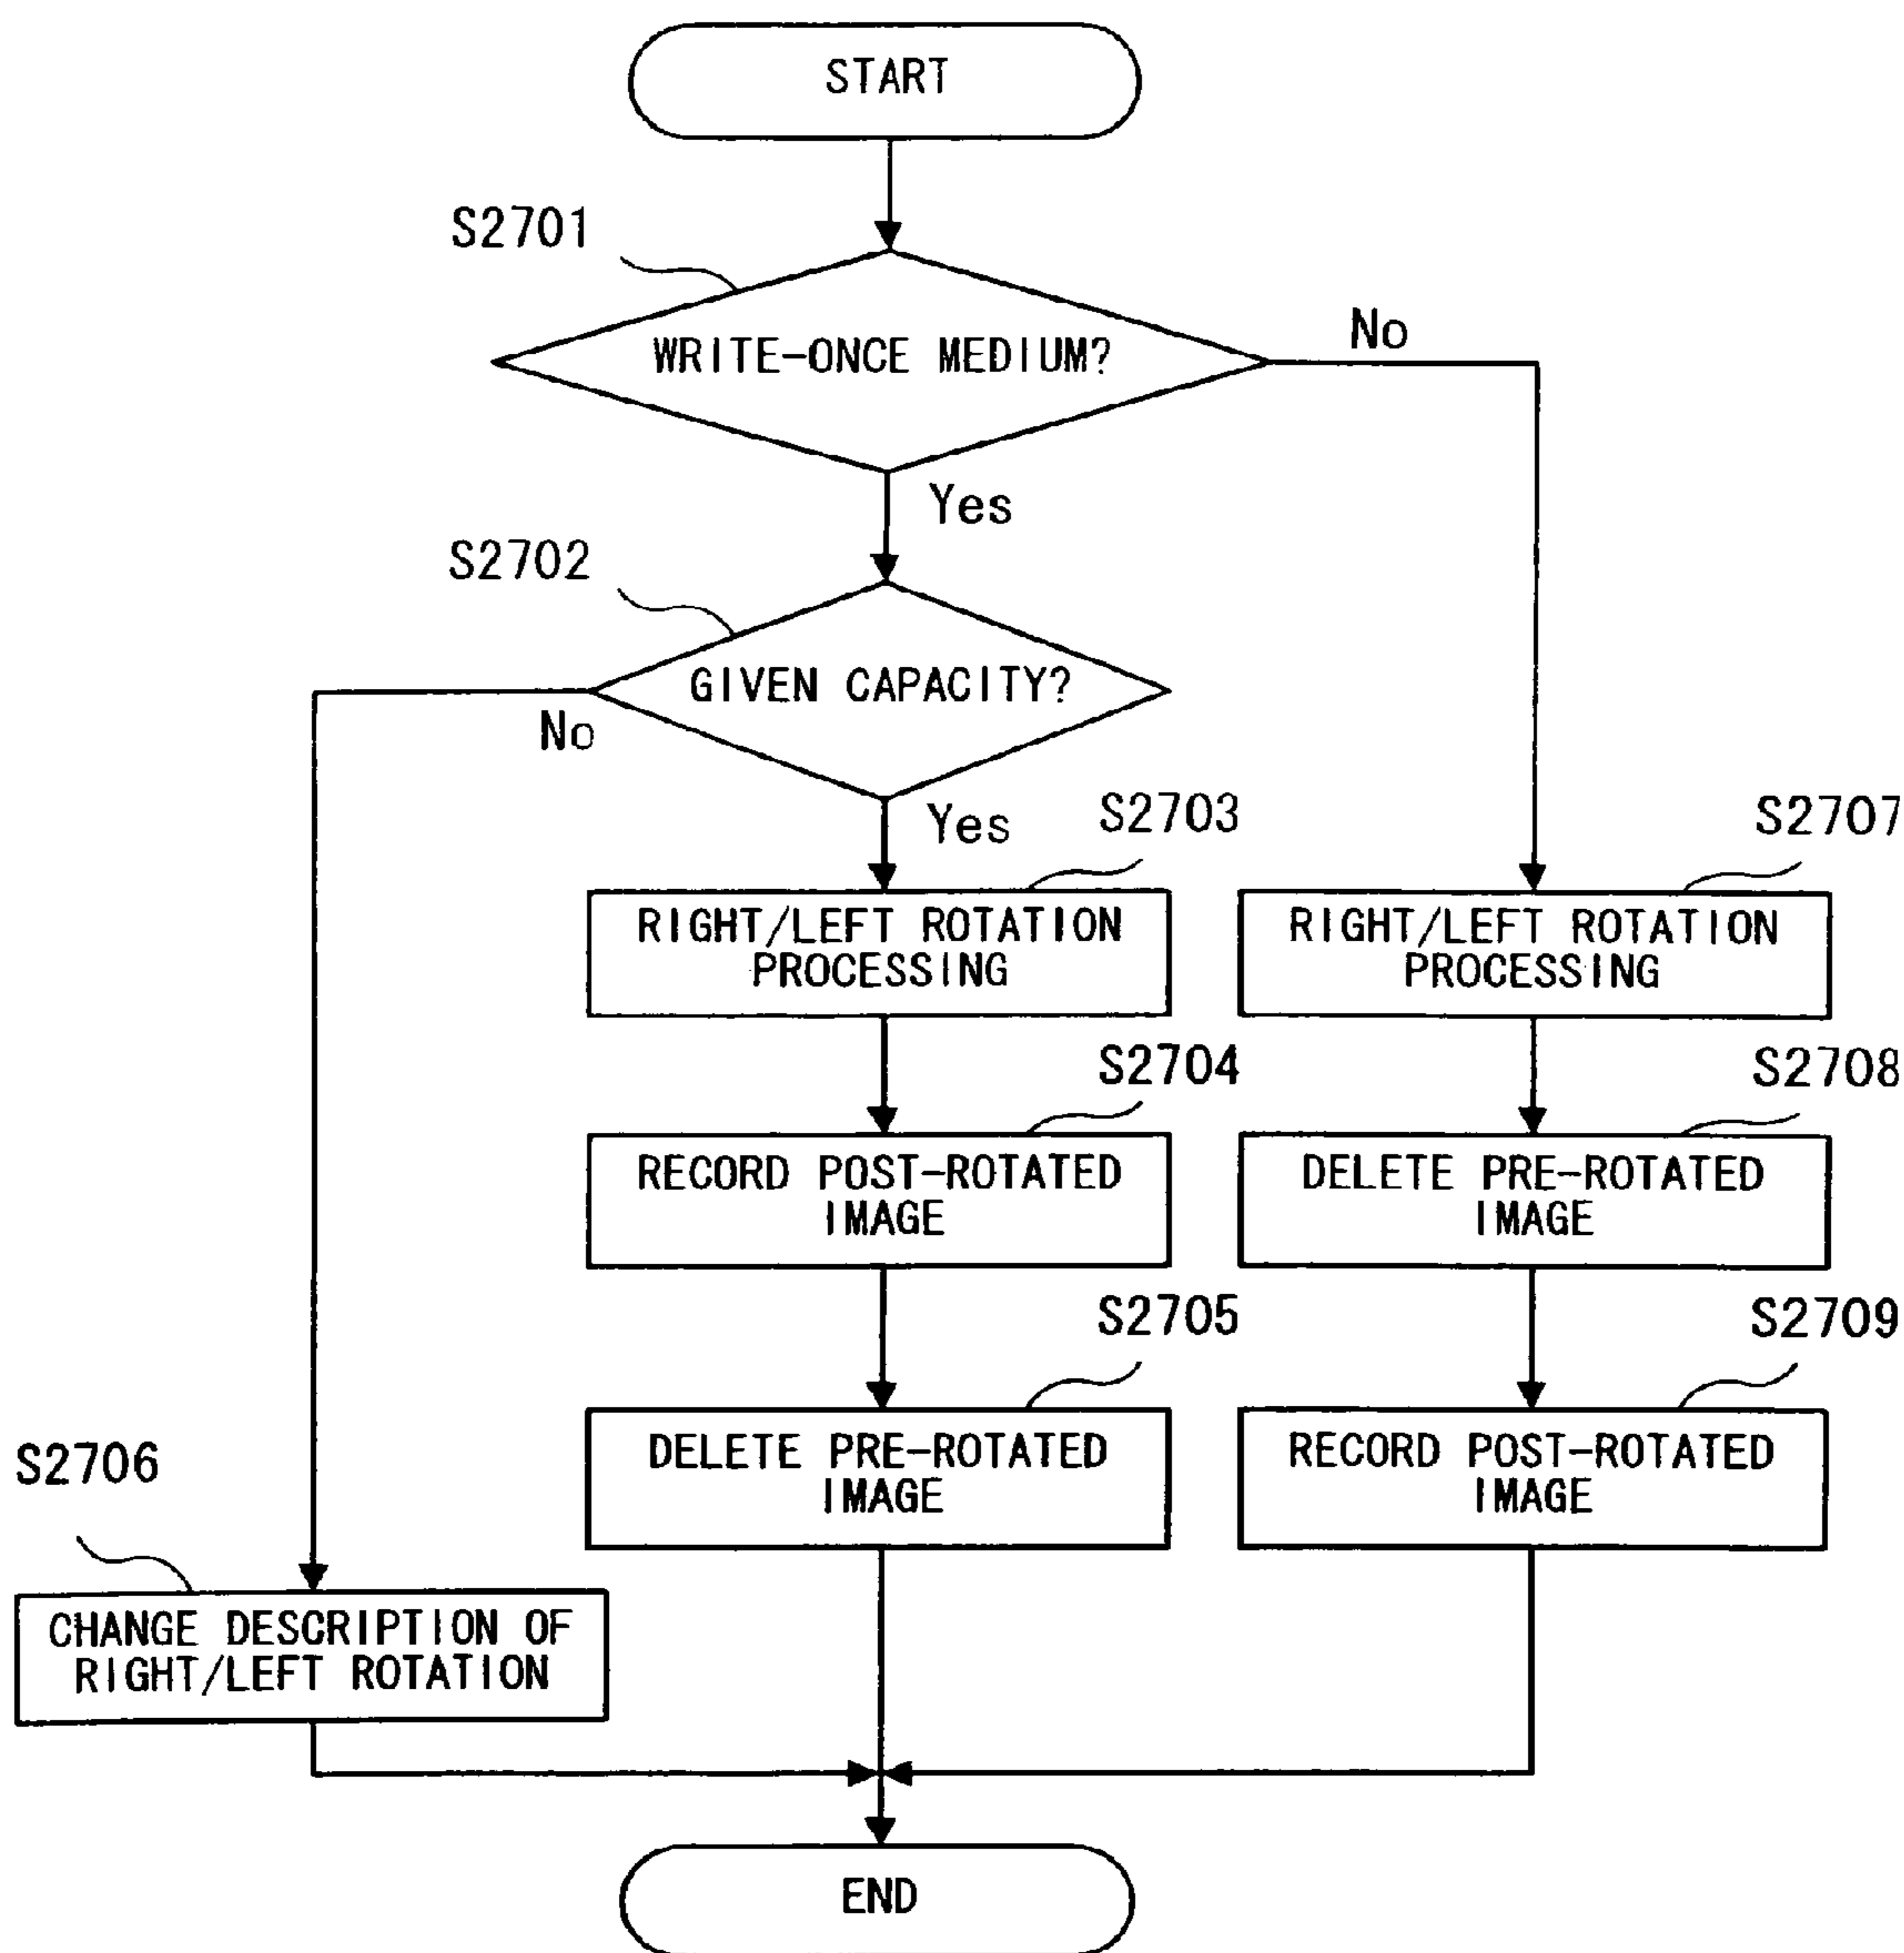 START
S2701
WRITE-ONCE MEDIUM?
No
Yes
S2702
GIVEN CAPACITY?
No
Yes
S2703
S2707
RIGHT/LEFT ROTATION
PROCESSING
RIGHT/LEFT ROTATION
PROCESSING
S2704
S2708
RECORD POST-ROTATED
IMAGE
DELETE PRE-ROTATED
IMAGE
S2705
S2709
DELETE PRE-ROTATED
IMAGE
RECORD POST-ROTATED
IMAGE
S2706
CHANGE DESCRIPTION OF
RIGHT/LEFT ROTATION
END